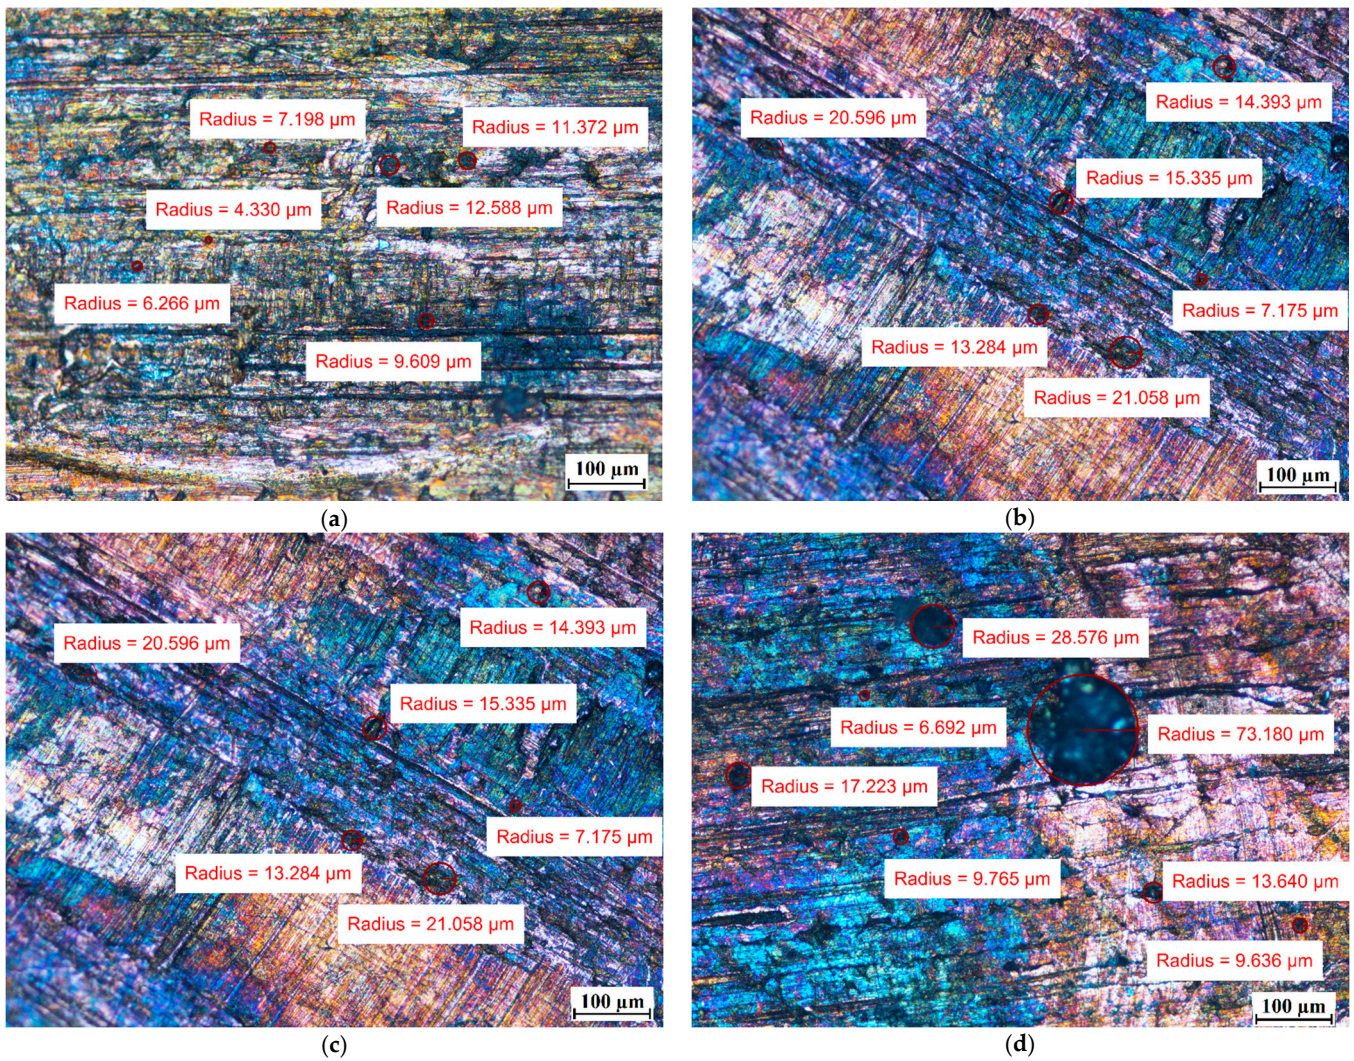 Radius = 7.198 µm
Radius = 11.372 µm
Radius = 4.330 µm
Radius = 12.588 µm
Radius = 6.266 µm
Radius = 9.609 µm
100 µm
(a)
Radius = 14.393 µm
Radius = 20.596 µm
Radius = 15.335 µm
Radius = 7.175 µm
Radius = 13.284 µm
Radius = 21.058 µm
100 µm
(b)
Radius = 14.393 µm
Radius = 20.596 µm
Radius = 15.335 µm
Radius = 7.175 µm
Radius = 13.284 µm
Radius = 21.058 µm
100 µm
(c)
Radius = 28.576 µm
Radius = 6.692 µm
Radius = 73.180 µm
Radius = 17.223 µm
Radius = 9.765 µm
Radius = 13.640 µm
Radius = 9.636 µm
100 µm
(d)